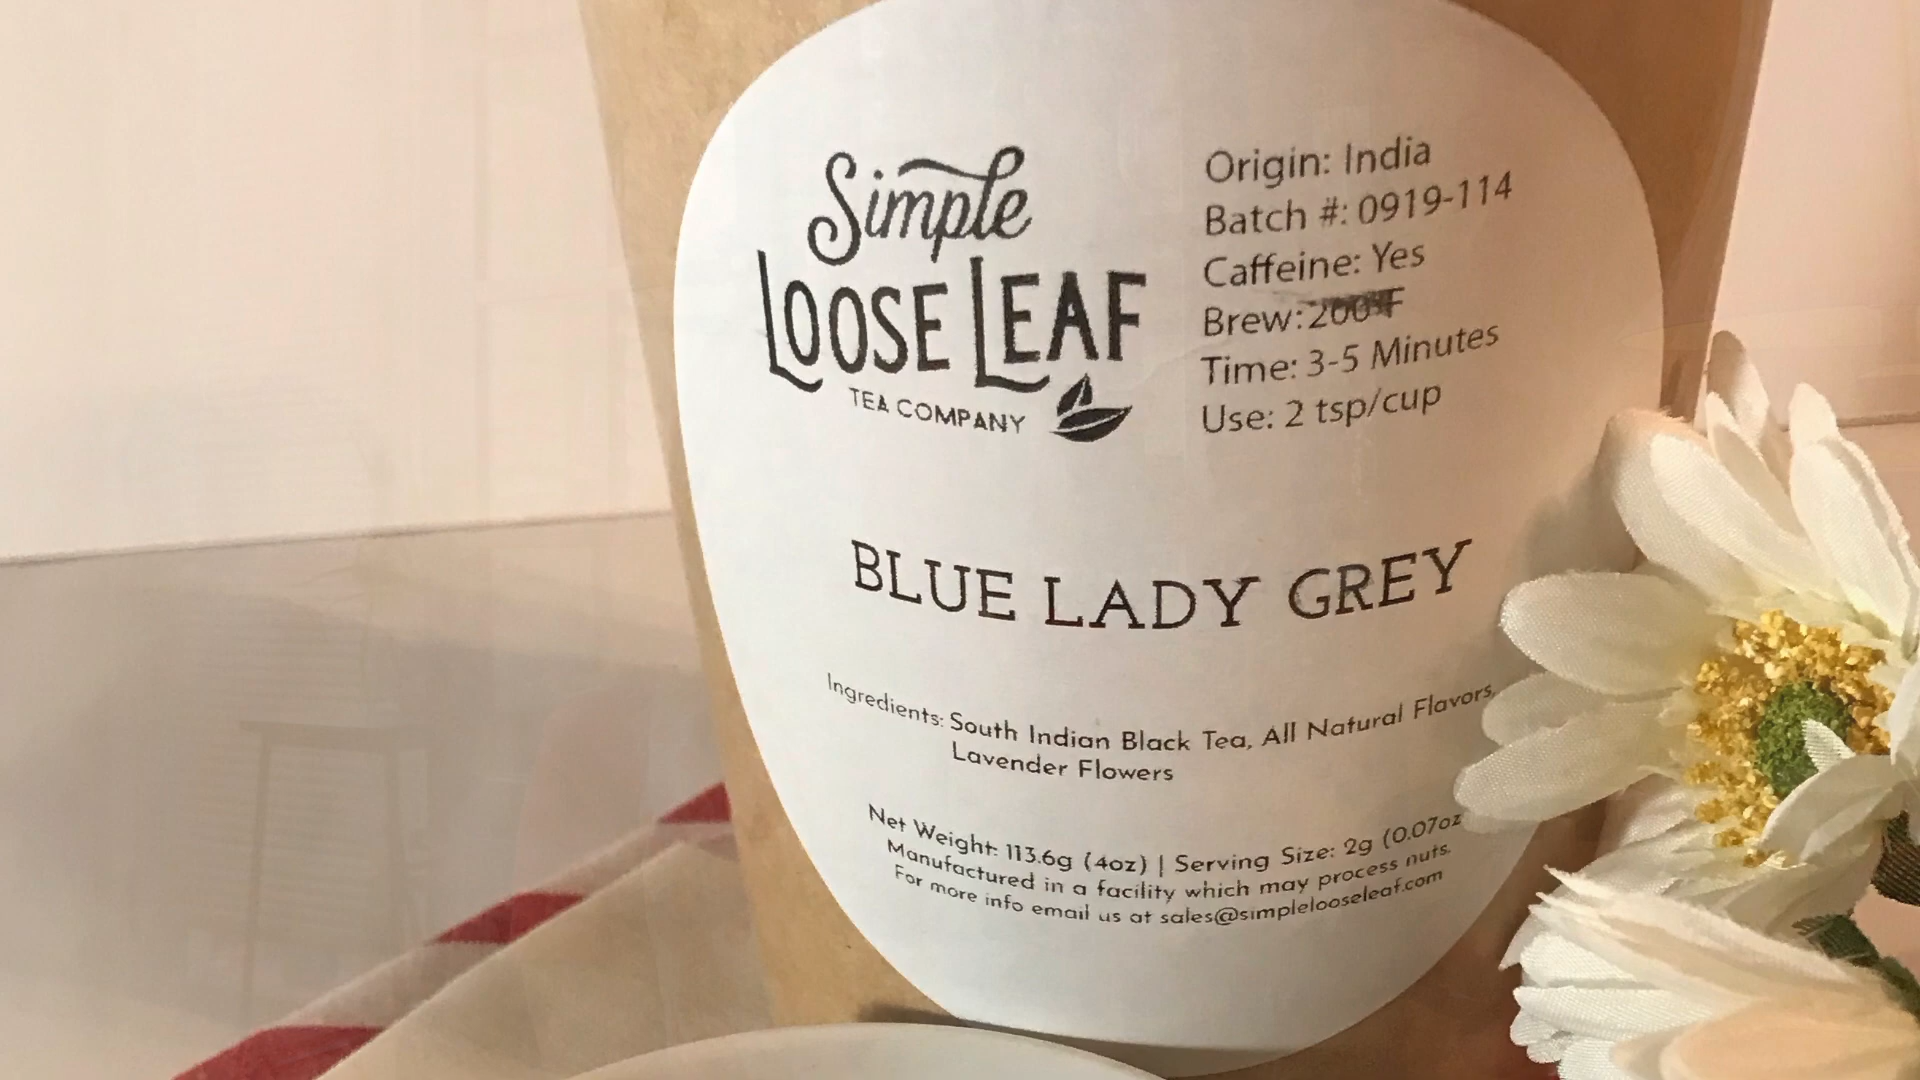 Simple
LOOSE LEAF
TEA COMPANY
Origin: India
Batch #: 0919-114
Caffeine: Yes
Brew: 200°F
Time: 3-5 Minutes
Use: 2 tsp/cup
BLUE LADY GREY
Ingredients: South Indian Black Tea, All Natural Flavors,
Lavender Flowers
Net Weight: 113.6g (4oz) | Serving Size: 2g (0.07oz
Manufactured in a facility which may process nuts.
For more info email us at sales@simplelooseleaf.com